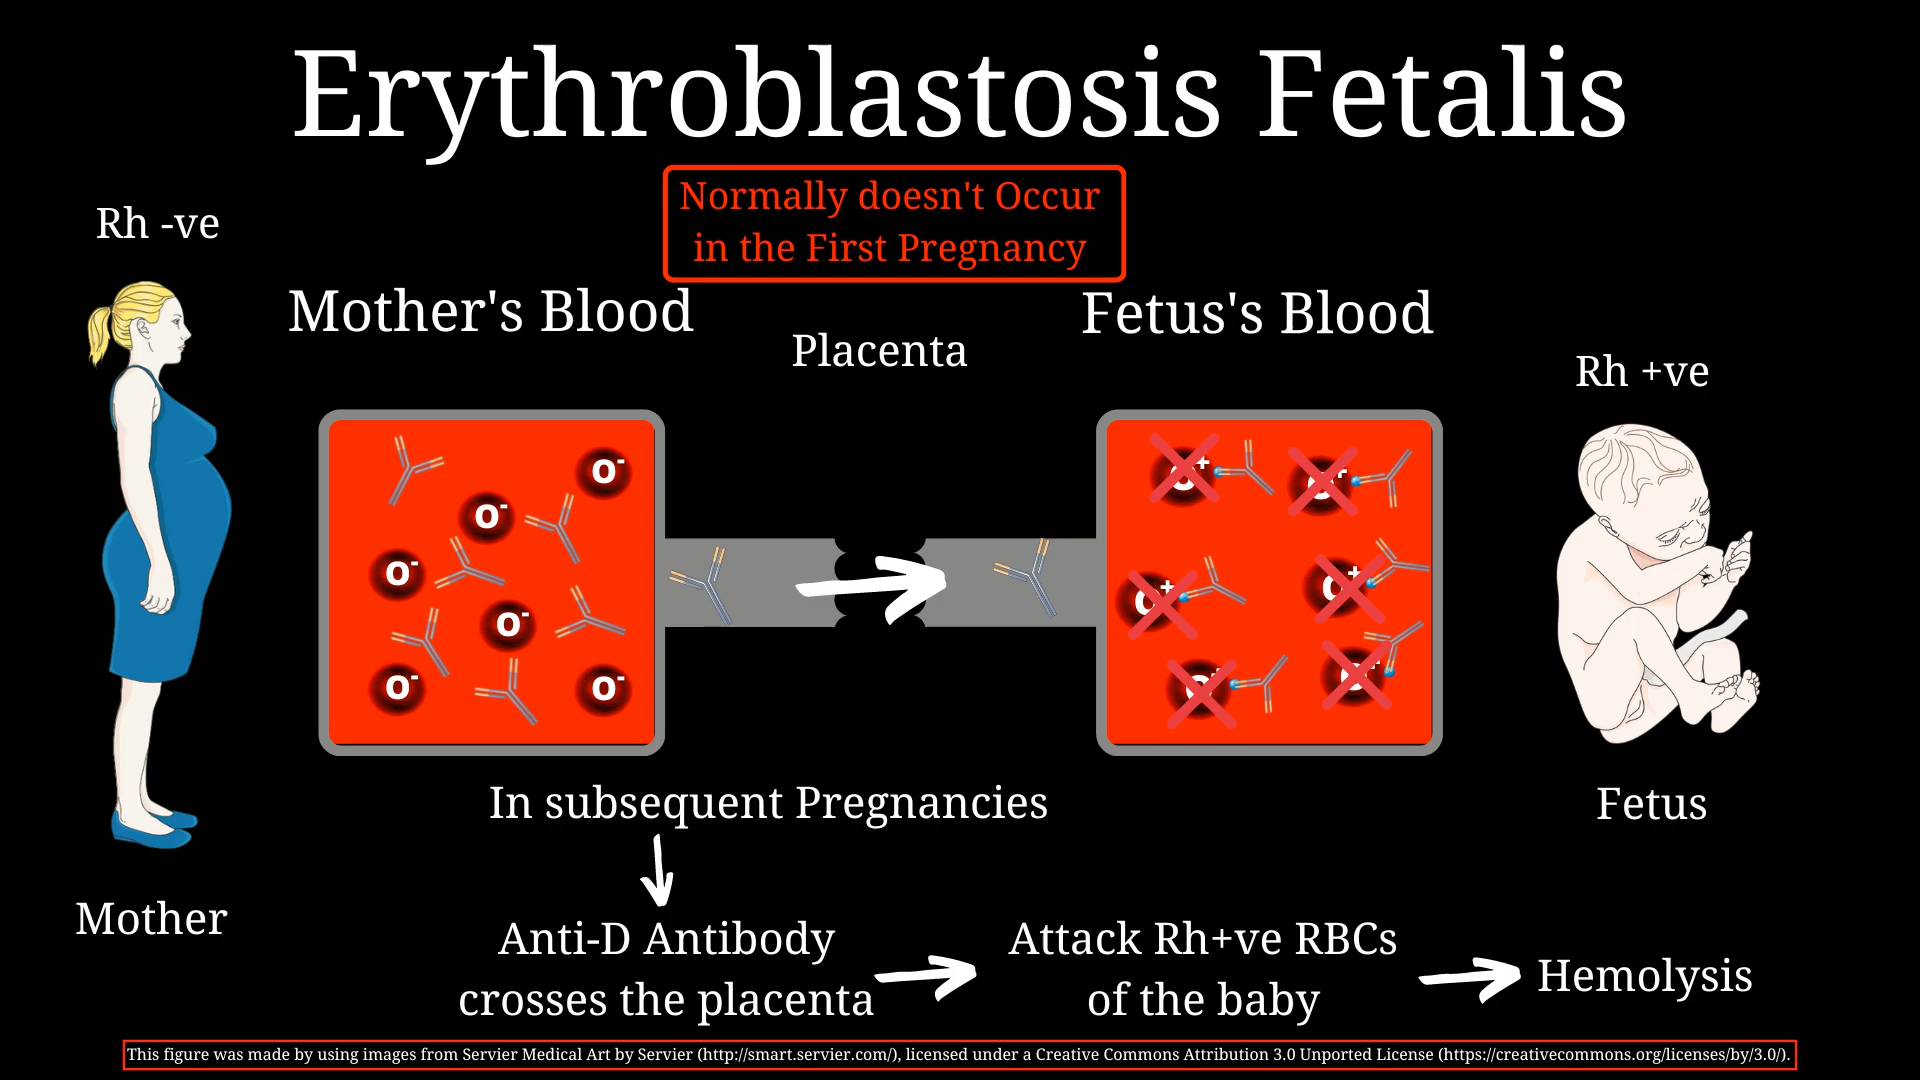 Erythroblastosis Fetalis
Normally doesn't Occur
in the First Pregnancy
Rh -ve
Mother's Blood
Placenta
Fetus's Blood
Rh +ve
O-
O-
O-
O-
O-
O-
O+
O+
O+
O+
O+
O+
In subsequent Pregnancies
Fetus
Mother
Anti-D Antibody
crosses the placenta
Attack Rh+ve RBCs
of the baby
Hemolysis
This figure was made by using images from Servier Medical Art by Servier (http://smart.servier.com/), licensed under a Creative Commons Attribution 3.0 Unported License (https://creativecommons.org/licenses/by/3.0/).